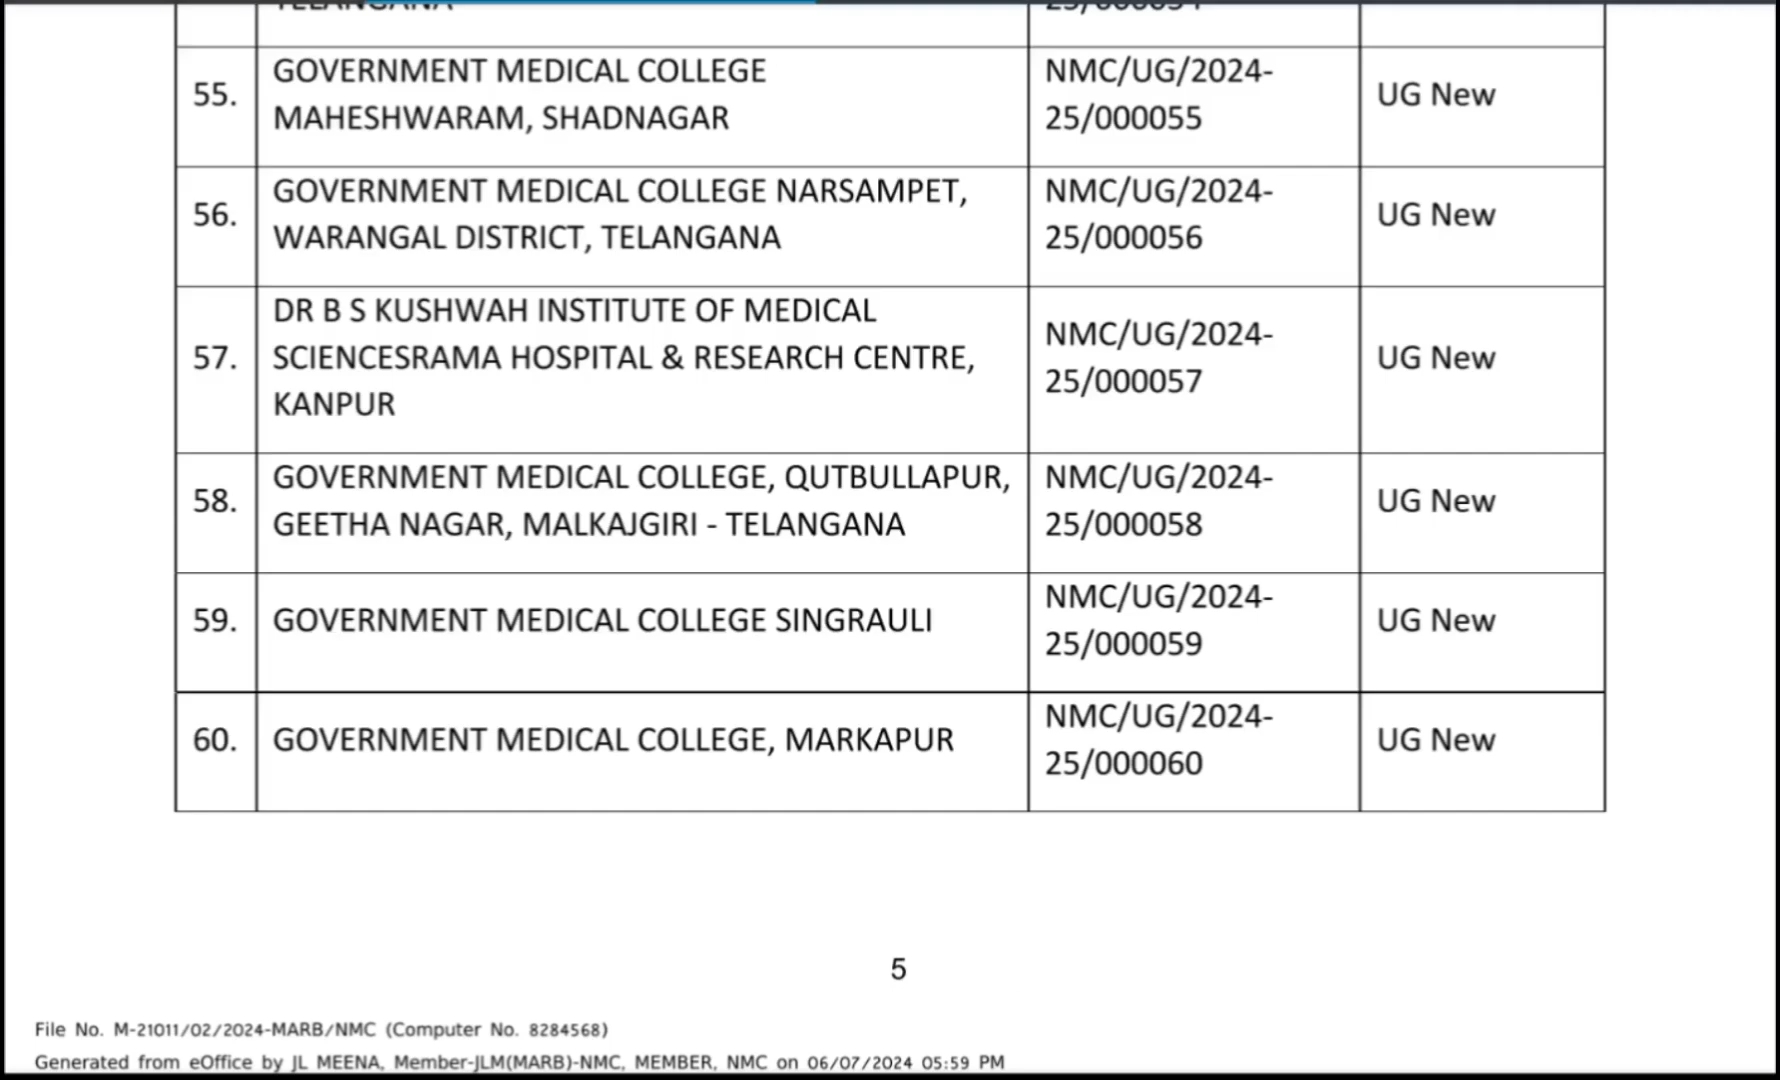 55.
GOVERNMENT MEDICAL COLLEGE
MAHESHWARAM, SHADNAGAR
NMC/UG/2024-
25/000055
UG New
56.
GOVERNMENT MEDICAL COLLEGE NARSAMPET,
WARANGAL DISTRICT, TELANGANA
NMC/UG/2024-
25/000056
UG New
57.
DR B S KUSHWAH INSTITUTE OF MEDICAL
SCIENCESRAMA HOSPITAL & RESEARCH CENTRE,
KANPUR
NMC/UG/2024-
25/000057
UG New
58.
GOVERNMENT MEDICAL COLLEGE, QUTBULLAPUR,
GEETHA NAGAR, MALKAJGIRI - TELANGANA
NMC/UG/2024-
25/000058
UG New
59.
GOVERNMENT MEDICAL COLLEGE SINGRAULI
NMC/UG/2024-
25/000059
UG New
60.
GOVERNMENT MEDICAL COLLEGE, MARKAPUR
NMC/UG/2024-
25/000060
UG New
5
File No. M-21011/02/2024-MARB/NMC (Computer No. 8284568)
Generated from eOffice by JL MEENA, Member-JLM(MARB)-NMC, MEMBER, NMC on 06/07/2024 05:59 PM